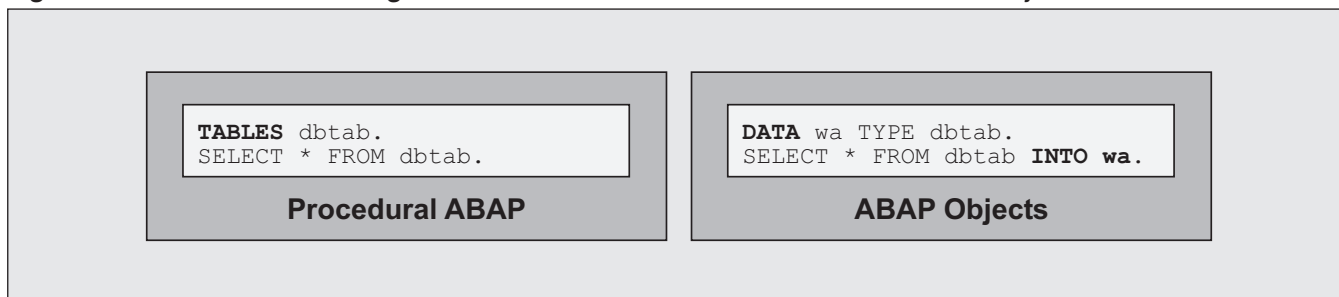 TABLES dbtab.
SELECT * FROM dbtab.
Procedural ABAP
DATA wa TYPE dbtab.
SELECT * FROM dbtab INTO wa.
ABAP Objects